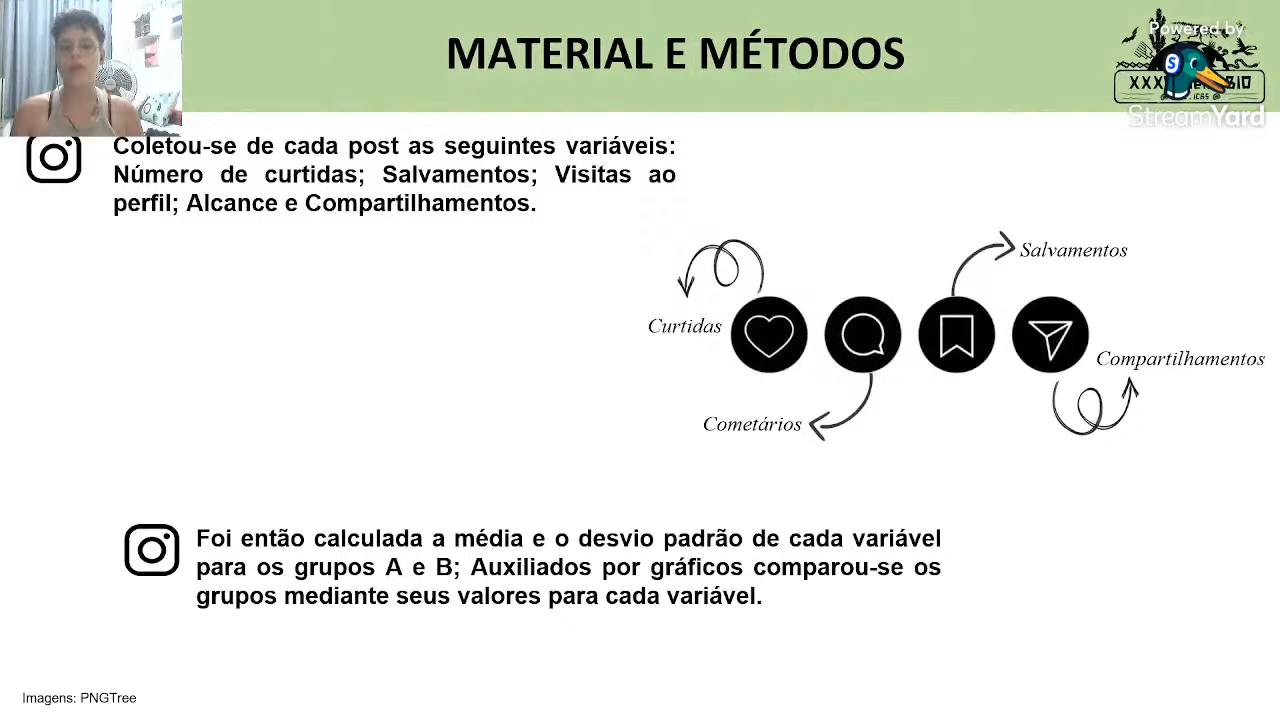 MATERIAL E MÉTODOS
Powered by
StreamYard
Coletou-se de cada post as seguintes variáveis:
Número de curtidas; Salvamentos; Visitas ao
perfil; Alcance e Compartilhamentos.
Salvamentos
Curtidas
Compartilhamentos
Cometários
Foi então calculada a média e o desvio padrão de cada variável
para os grupos A e B; Auxiliados por gráficos comparou-se os
grupos mediante seus valores para cada variável.
Imagens: PNGTree